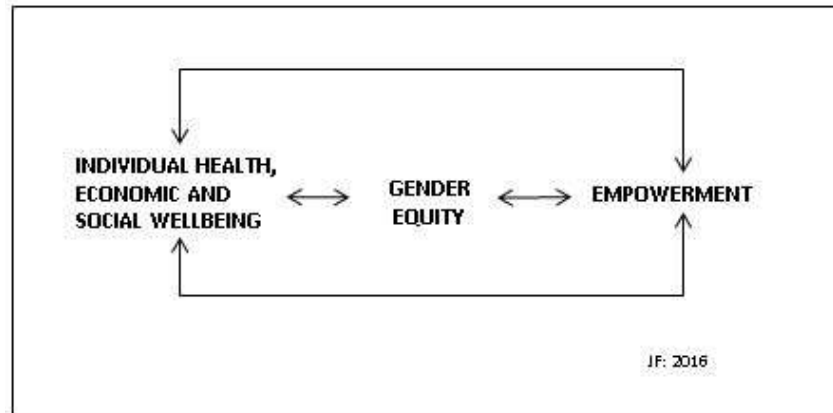 INDIVIDUAL HEALTH,
ECONOMIC AND
SOCIAL WELLBEING
GENDER
EQUITY
EMPOWERMENT
JF: 2016